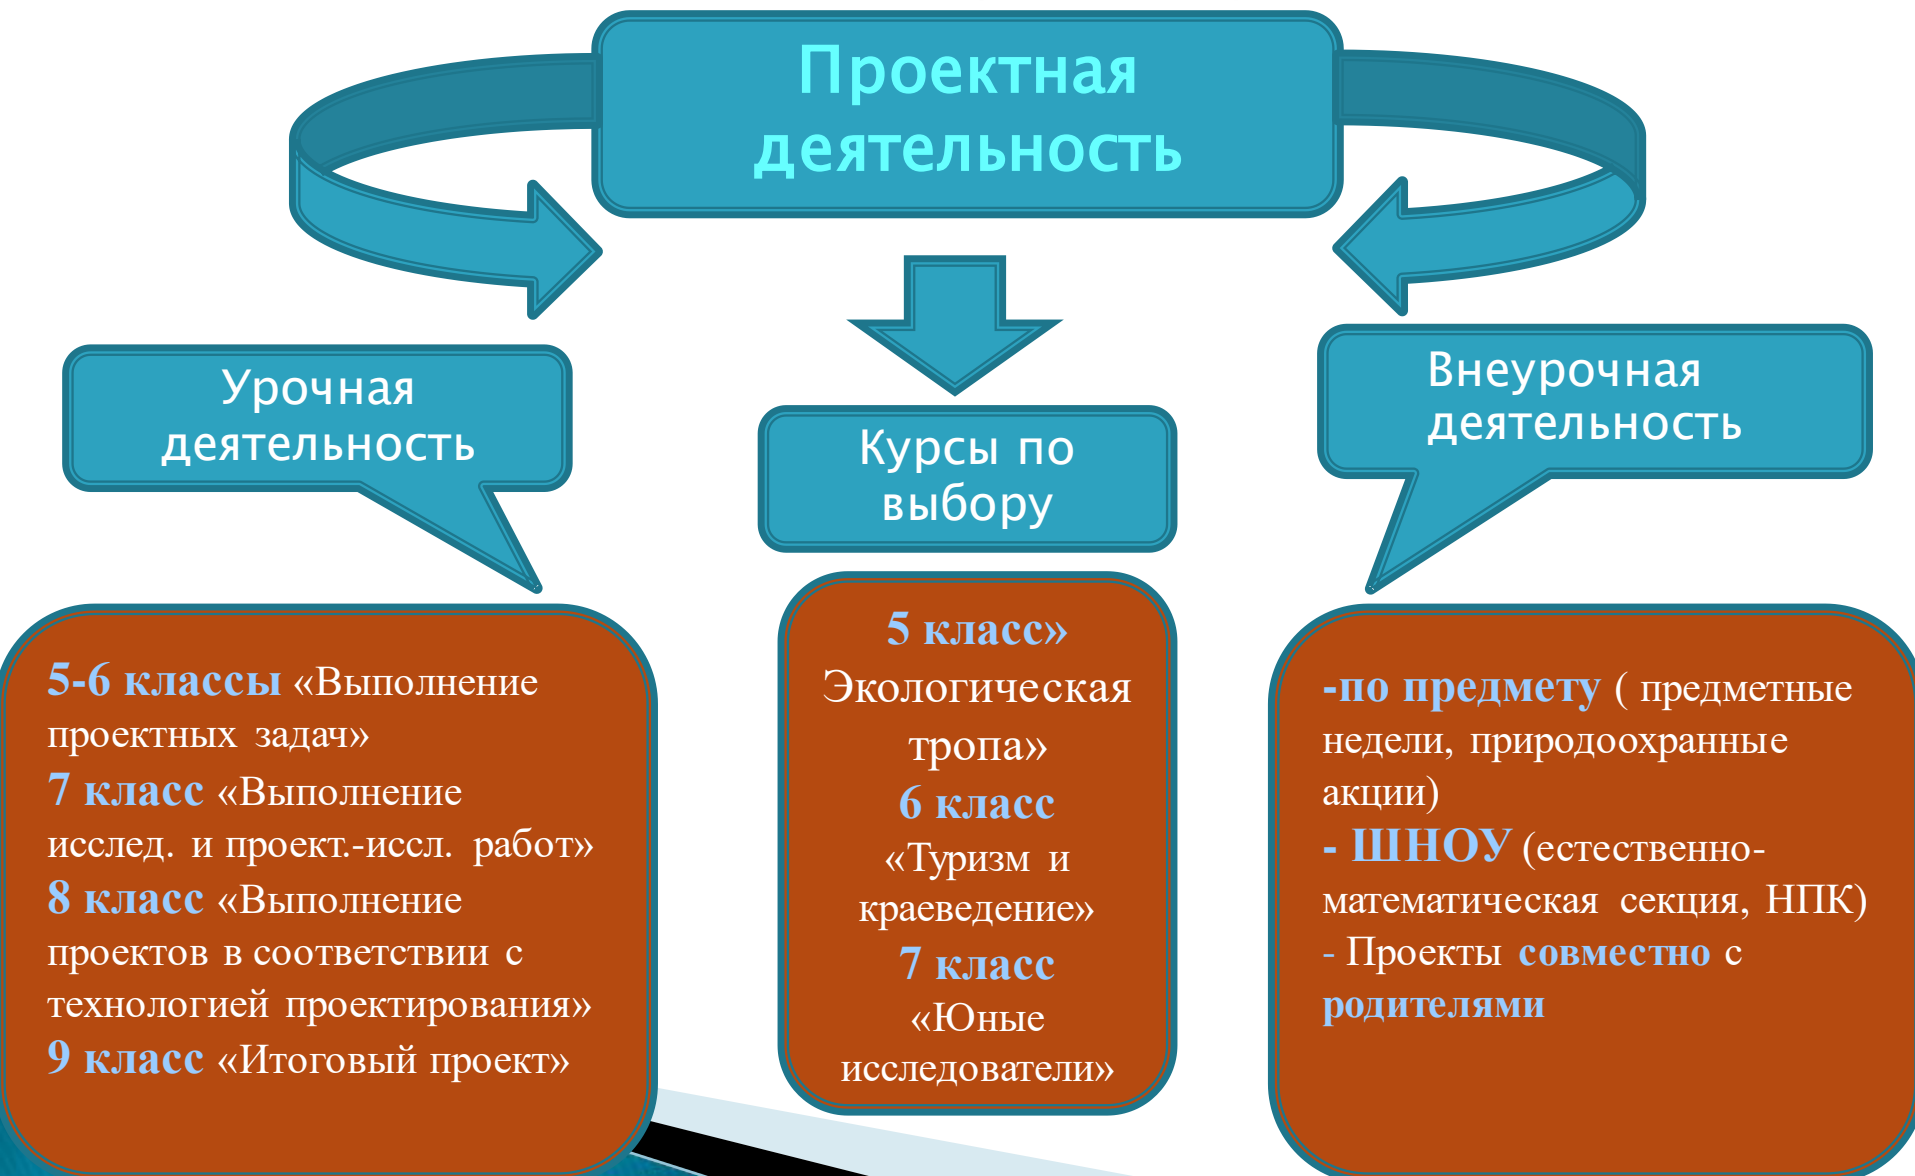 Проектная
деятельность
Урочная
деятельность
5-6 классы «Выполнение
проектных задач»
7 класс «Выполнение
исслед. и проект.-иссл. работ»
8 класс «Выполнение
проектов в соответствии с
технологией проектирования»
9 класс «Итоговый проект»
Курсы по
выбору
5 класс»
Экологическая
тропа»
6 класс
«Туризм и
краеведение»
7 класс
«Юные
исследователи»
Внеурочная
деятельность
-по предмету ( предметные
недели, природоохранные
акции)
- ШНОУ (естественно-
математическая секция, НПК)
- Проекты совместно с
родителями